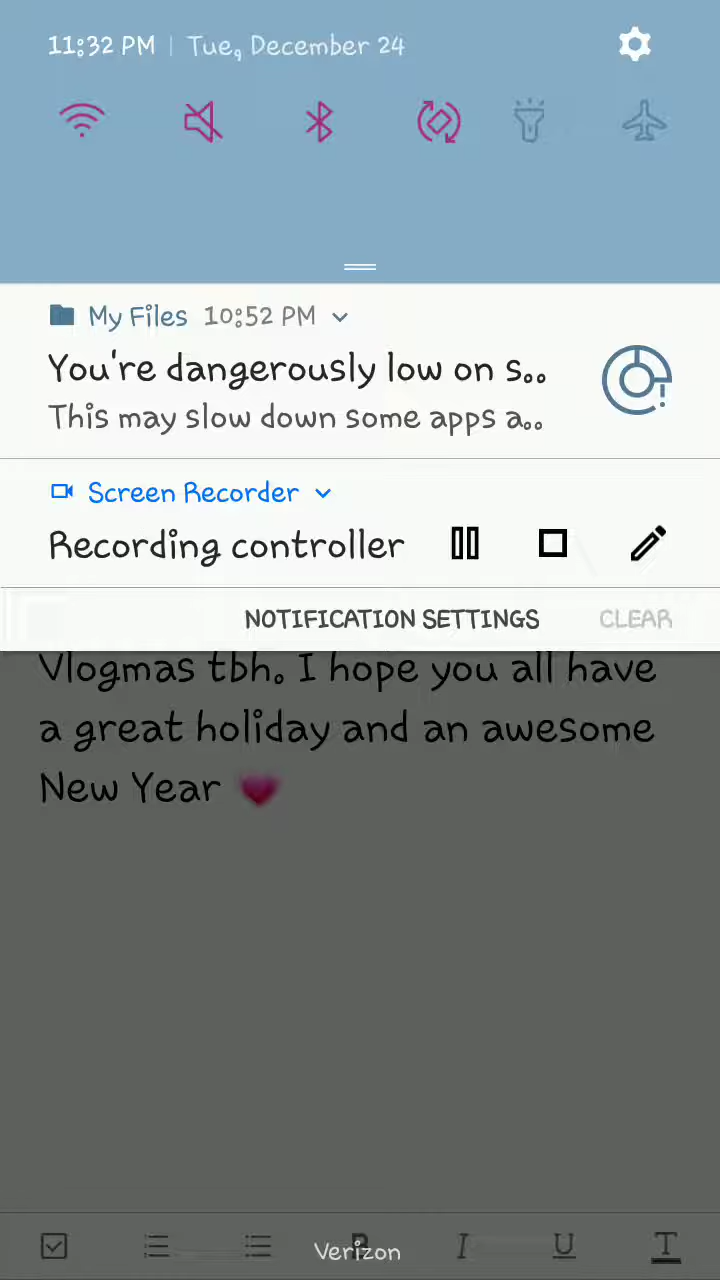 11:32 PM | Tue, December 24
My Files 10:52 PM
You're dangerously low on s..
This may slow down some apps a..
Screen Recorder
Recording controller
NOTIFICATION SETTINGS CLEAR
Vlogmas tbh. I hope you all have
a great holiday and an awesome
New Year 💗
B I U T
Verizon